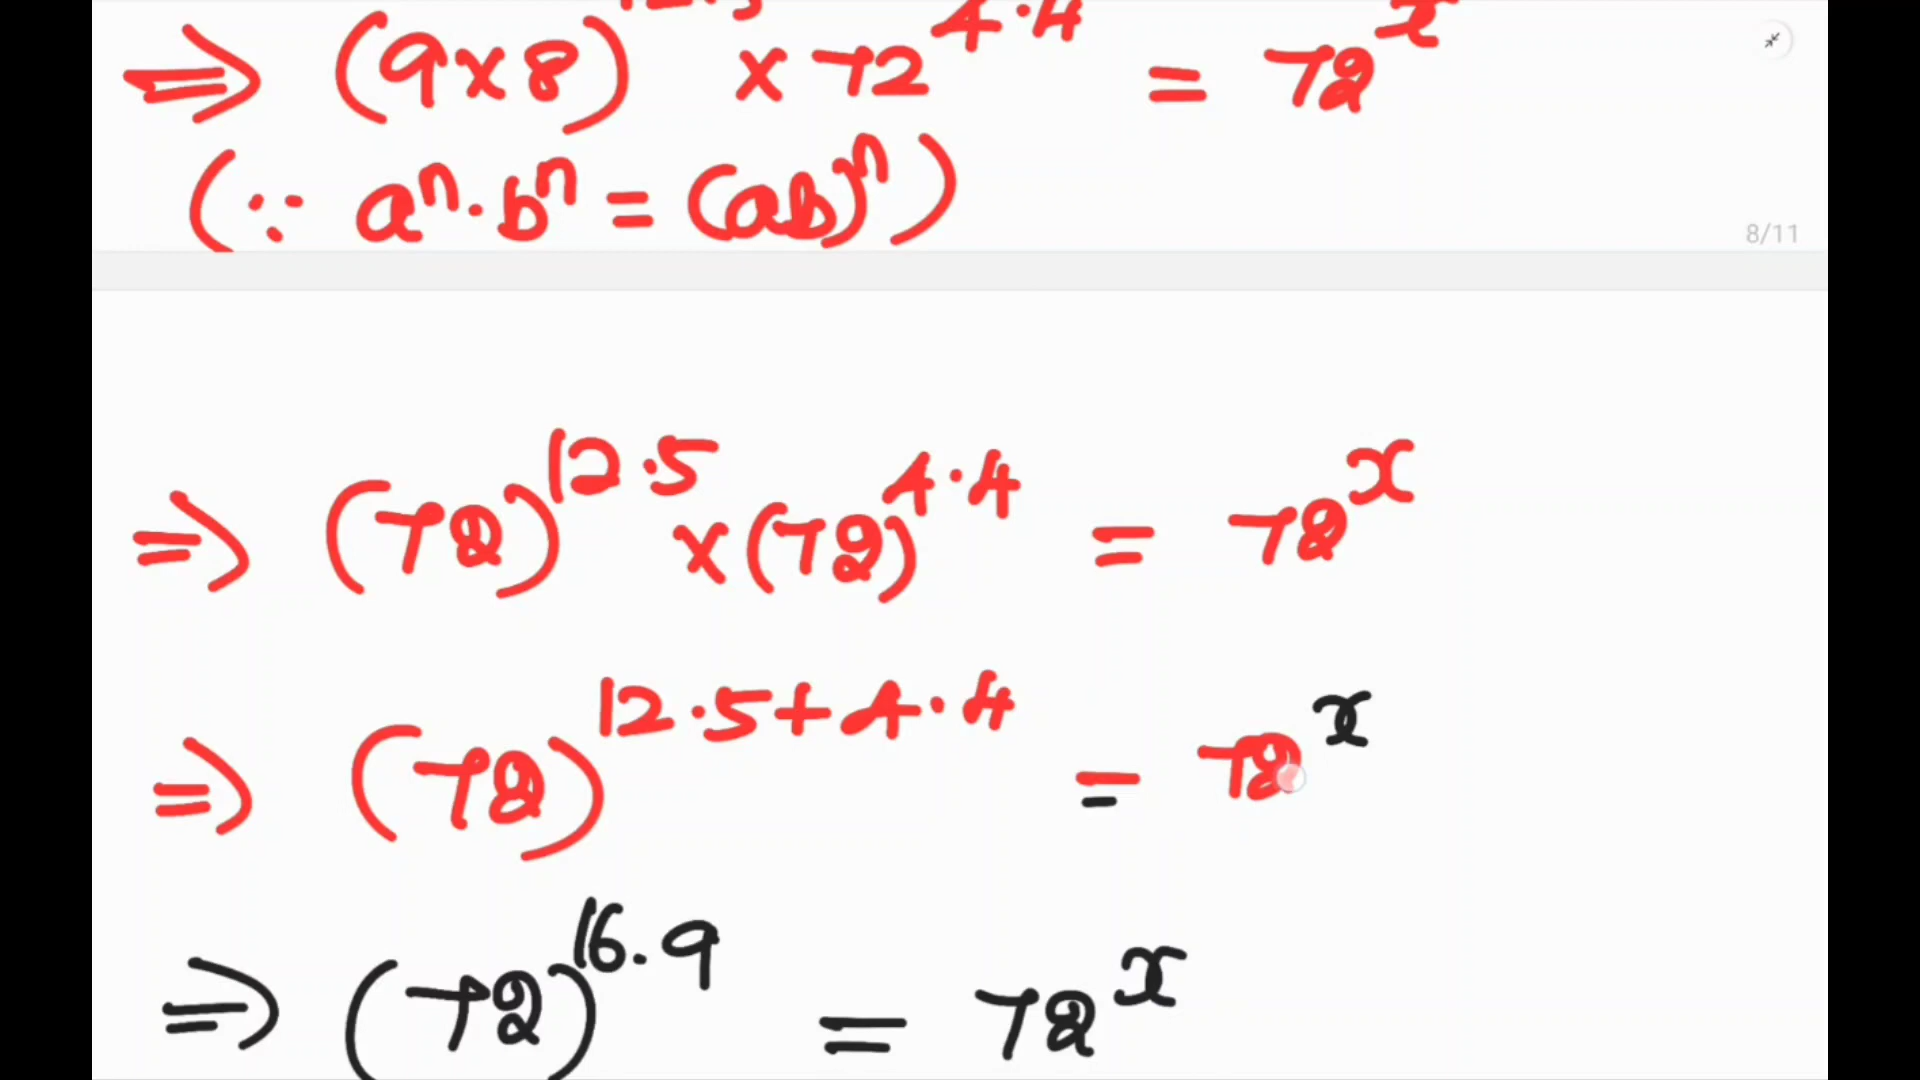 ⇒ (9×8)^12.5 × 72^4.4 = 72^x
(∵ a^n · b^n = (ab)^n)
8/11
⇒ (72)^12.5 × (72)^4.4 = 72^x
⇒ (72)^12.5+4.4 = 72^x
⇒ (72)^16.9 = 72^x